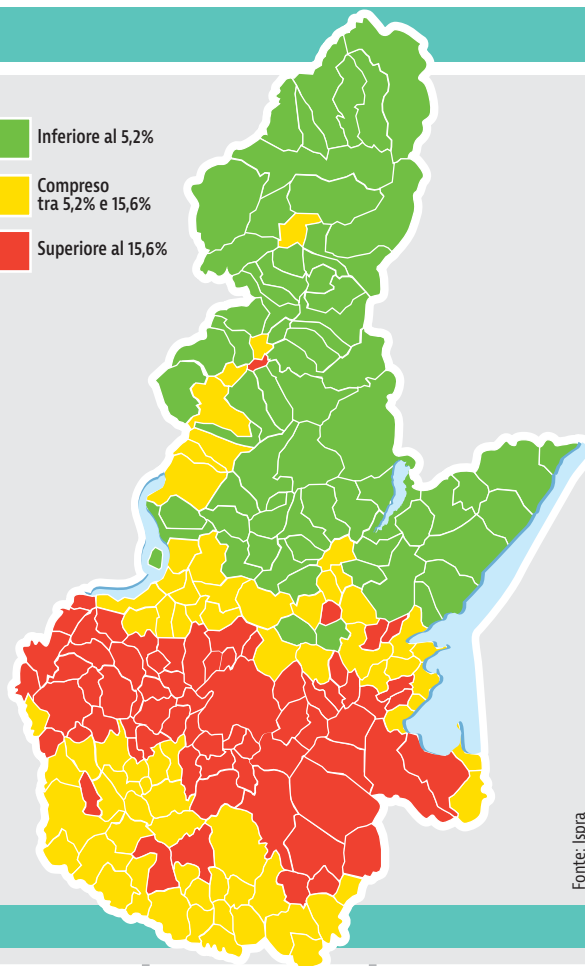 Inferiore al 5,2%
Compreso
tra 5,2% e 15,6%
Superiore al 15,6%
Fonte: Ispra